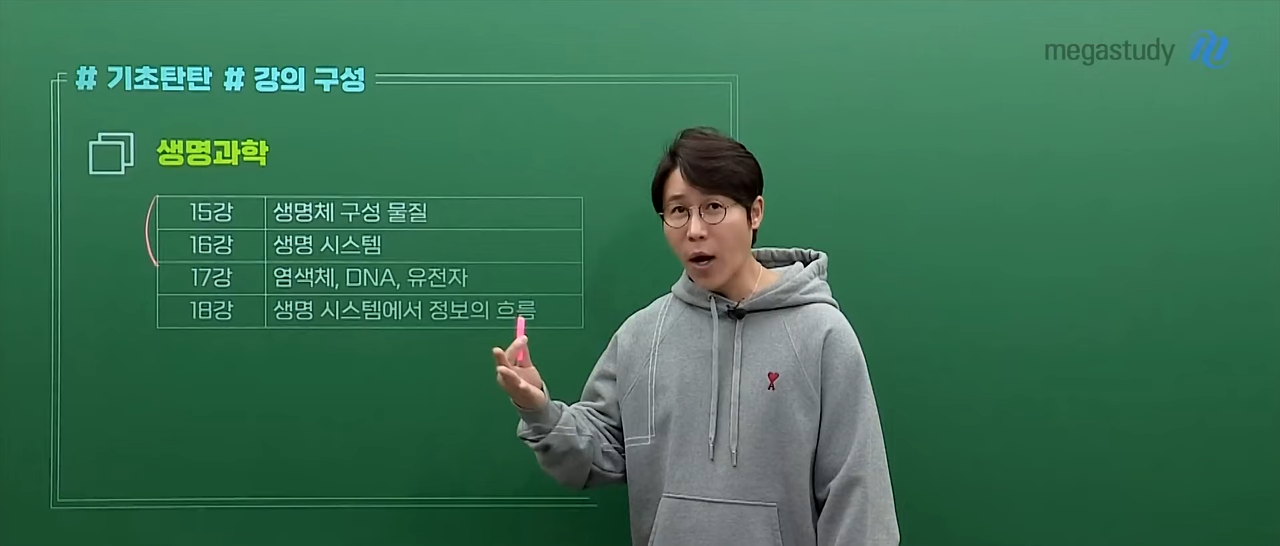 megastudy
# 기초탄탄 # 강의 구성
생명과학
15강 생명체 구성 물질
16강 생명 시스템
17강 염색체, DNA, 유전자
18강 생명 시스템에서 정보의 흐름